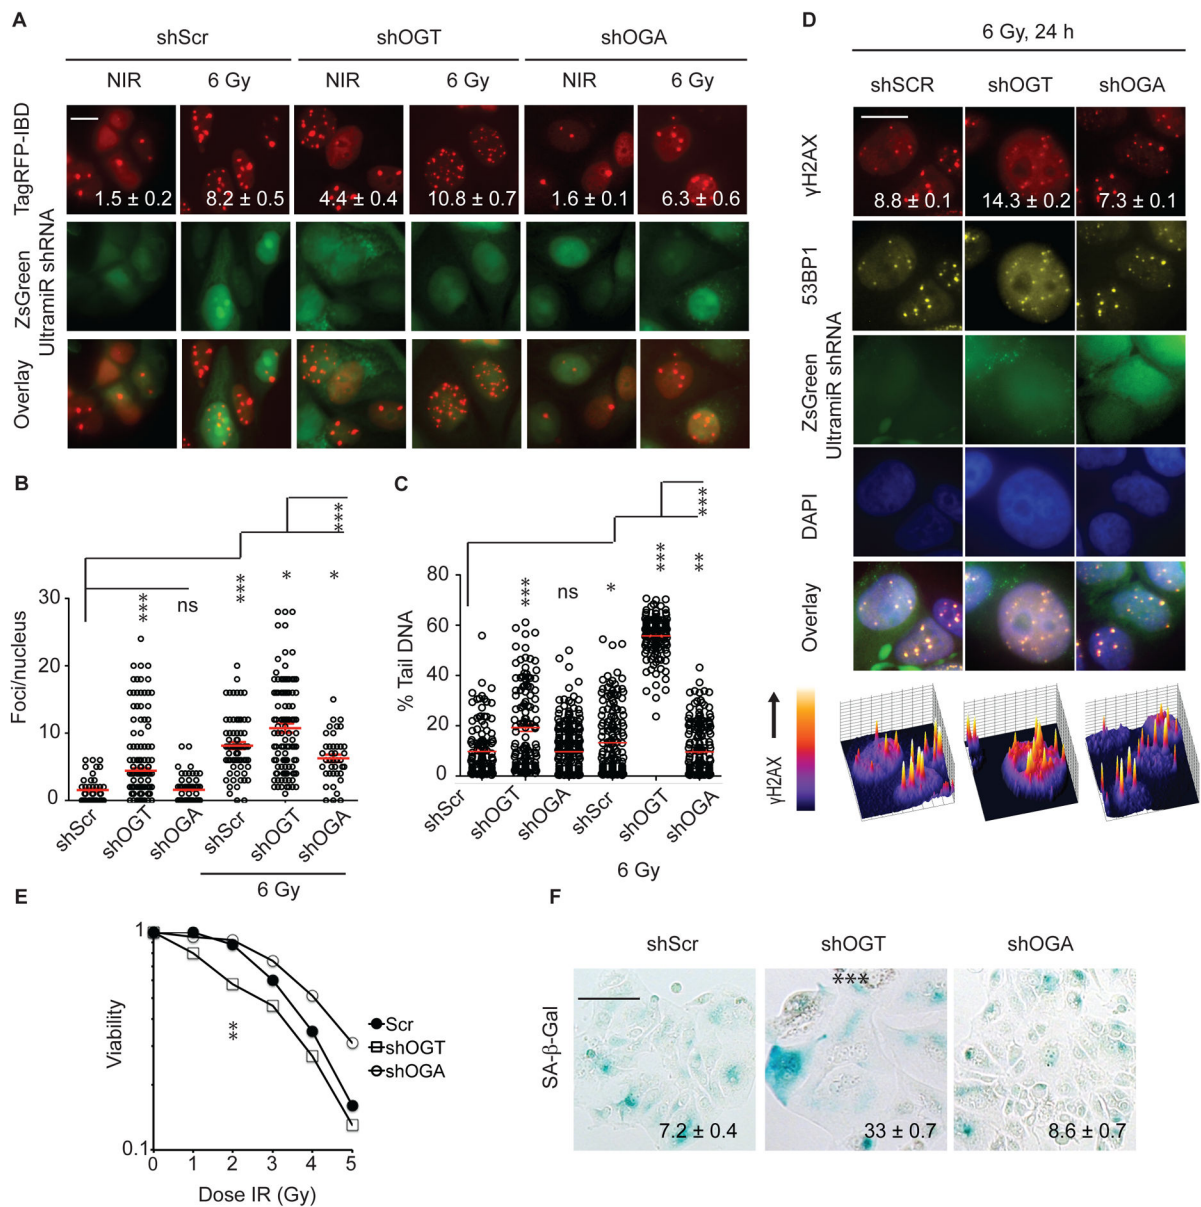 A
shScr shOGT shOGA
NIR 6 Gy NIR 6 Gy NIR 6 Gy
TagRFP-IBD
1.5 ± 0.2 8.2 ± 0.5 4.4 ± 0.4 10.8 ± 0.7 1.6 ± 0.1 6.3 ± 0.6
ZsGreen
UltramiR shRNA
Overlay
D
6 Gy, 24 h
shSCR shOGT shOGA
γH2AX
8.8 ± 0.1 14.3 ± 0.2 7.3 ± 0.1
53BP1
ZsGreen
UltramiR shRNA
DAPI
Overlay
γH2AX
B
***
*** ns *** * *
Foci/nucleus
30
20
10
0
shScr shOGT shOGA shScr shOGT shOGA
6 Gy
C
***
*** ns * *** **
% Tail DNA
80
60
40
20
0
shScr shOGT shOGA shScr shOGT shOGA
6 Gy
E
Viability
1
0.1
**
0 1 2 3 4 5
Dose IR (Gy)
Scr
shOGT
shOGA
F
shScr shOGT shOGA
SA-β-Gal
***
7.2 ± 0.4 33 ± 0.7 8.6 ± 0.7